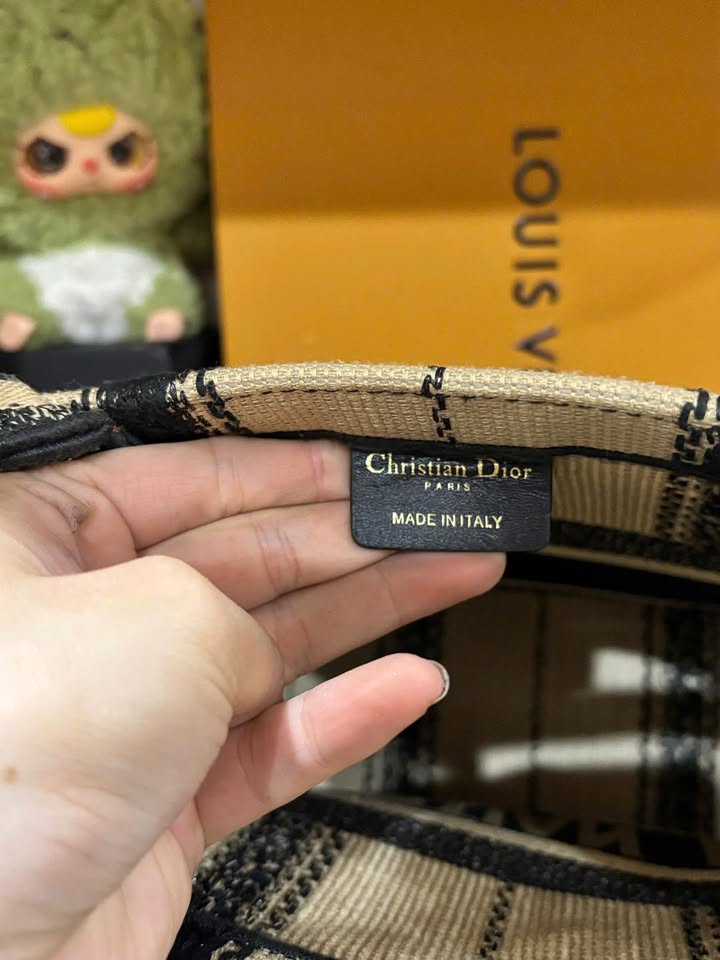 LOUIS V
Christian Dior
PARIS
MADE IN ITALY